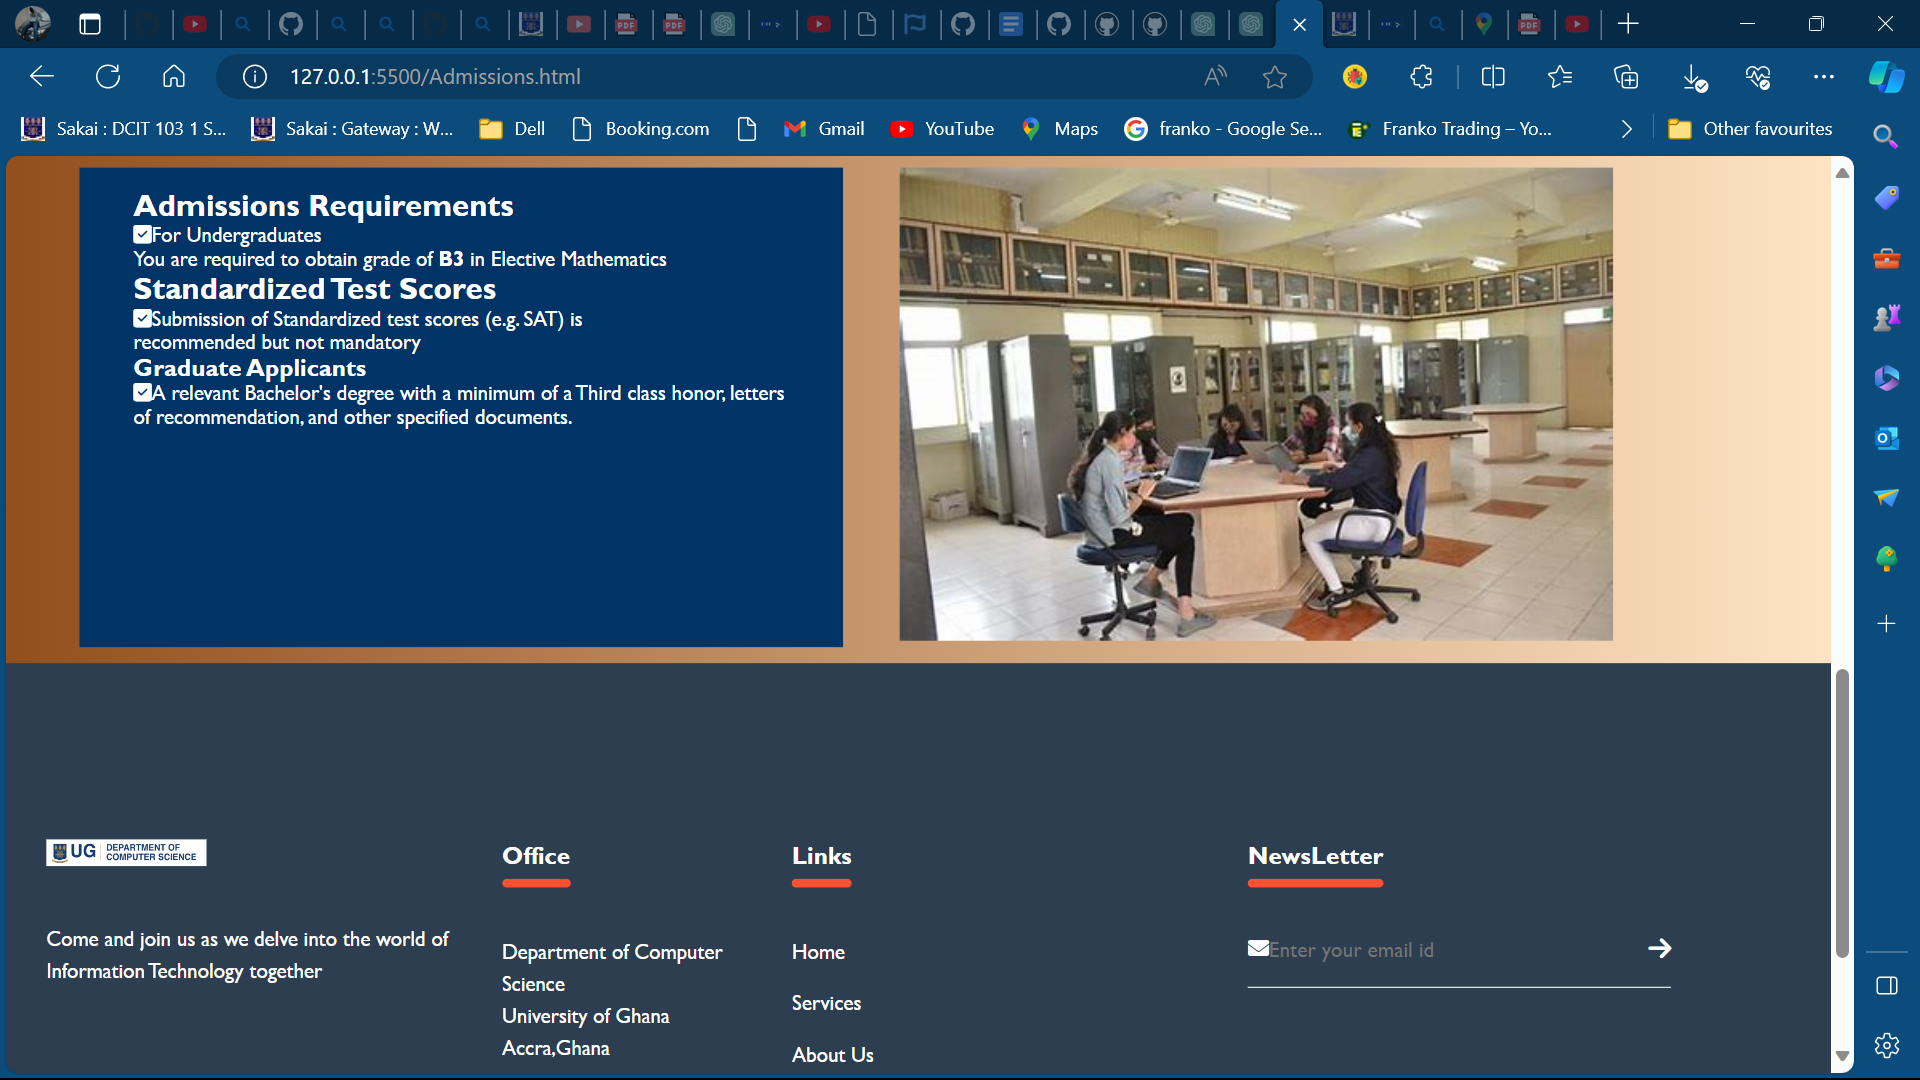 127.0.0.1:5500/Admissions.html
Sakai : DCIT 103 1 S...
Sakai : Gateway : W...
Dell
Booking.com
Gmail
YouTube
Maps
franko - Google Se...
Franko Trading – Yo...
Other favourites
Admissions Requirements
For Undergraduates
You are required to obtain grade of B3 in Elective Mathematics
Standardized Test Scores
Submission of Standardized test scores (e.g. SAT) is
recommended but not mandatory
Graduate Applicants
A relevant Bachelor's degree with a minimum of a Third class honor, letters
of recommendation, and other specified documents.
UG DEPARTMENT OF
COMPUTER SCIENCE
Come and join us as we delve into the world of
Information Technology together
Office
Department of Computer
Science
University of Ghana
Accra,Ghana
Links
Home
Services
About Us
NewsLetter
Enter your email id